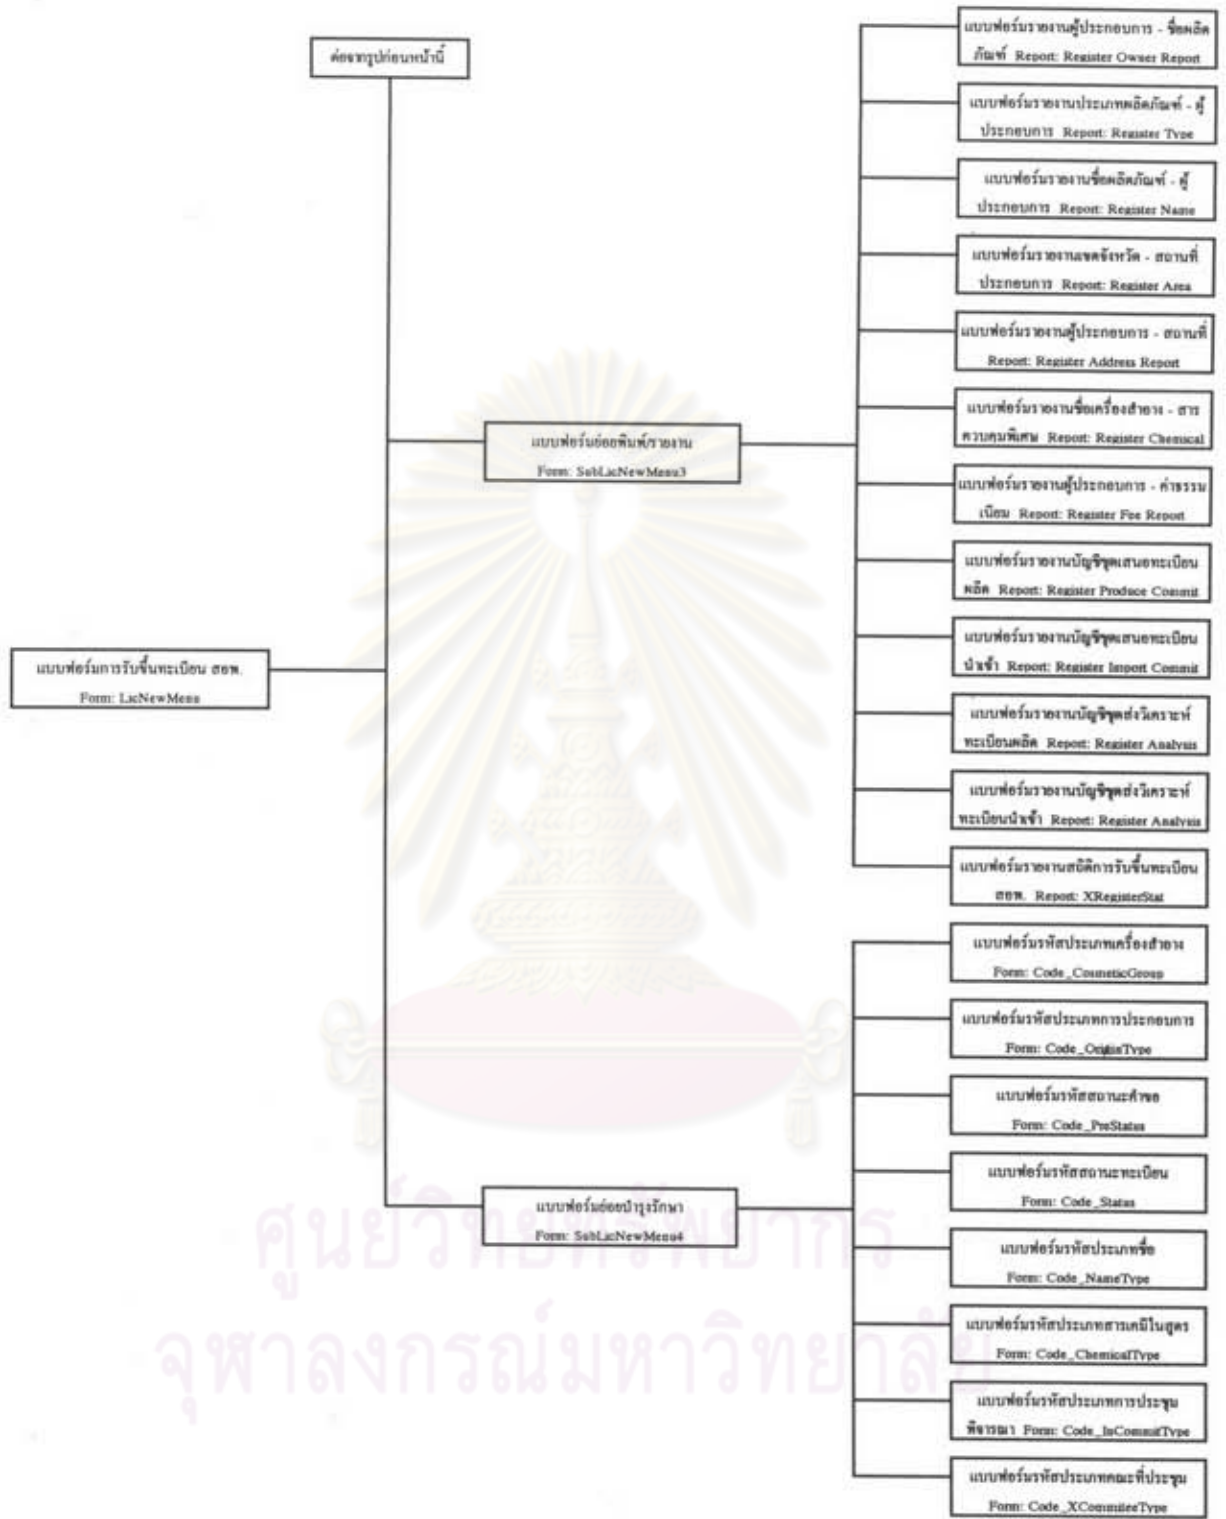 ต่อจากรูปก่อนหน้านี้
แบบฟอร์มการรับขึ้นทะเบียน สอพ.
Form: LicNewMenu
แบบฟอร์มย่อยพิมพ์/รายงาน
Form: SubLicNewMenu3
แบบฟอร์มรายงานผู้ประกอบการ - ชื่อผลิต
ภัณฑ์ Report: Register Owner Report
แบบฟอร์มรายงานประเภทผลิตภัณฑ์ - ผู้
ประกอบการ Report: Register Type
แบบฟอร์มรายงานชื่อผลิตภัณฑ์ - ผู้
ประกอบการ Report: Register Name
แบบฟอร์มรายงานเขตจังหวัด - สถานที่
ประกอบการ Report: Register Area
แบบฟอร์มรายงานผู้ประกอบการ - สถานที่
Report: Register Address Report
แบบฟอร์มรายงานชื่อเครื่องสำอาง - สาร
ควบคุมพิเศษ Report: Register Chemical
แบบฟอร์มรายงานผู้ประกอบการ - ค่าธรรม
เนียม Report: Register Fee Report
แบบฟอร์มรายงานบัญชีชุดเสนอทะเบียน
ผลิต Report: Register Produce Commit
แบบฟอร์มรายงานบัญชีชุดเสนอทะเบียน
นำเข้า Report: Register Import Commit
แบบฟอร์มรายงานบัญชีชุดส่งวิเคราะห์
ทะเบียนผลิต Report: Register Analysis
แบบฟอร์มรายงานบัญชีชุดส่งวิเคราะห์
ทะเบียนนำเข้า Report: Register Analysis
แบบฟอร์มรายงานสถิติการรับขึ้นทะเบียน
สอพ. Report: XRegisterStat
แบบฟอร์มย่อยบำรุงรักษา
Form: SubLicNewMenu4
แบบฟอร์มรหัสประเภทเครื่องสำอาง
Form: Code_CosmeticGroup
แบบฟอร์มรหัสประเภทการประกอบการ
Form: Code_OriginType
แบบฟอร์มรหัสสถานะคำขอ
Form: Code_PreStatus
แบบฟอร์มรหัสสถานะทะเบียน
Form: Code_Status
แบบฟอร์มรหัสประเภทชื่อ
Form: Code_NameType
แบบฟอร์มรหัสประเภทสารเคมีในสูตร
Form: Code_ChemicalType
แบบฟอร์มรหัสประเภทการประชุม
พิจารณา Form: Code_InCommitType
แบบฟอร์มรหัสประเภทคณะที่ประชุม
Form: Code_XCommiteeType
ศูนย์วิทยทรัพยากร
จุฬาลงกรณ์มหาวิทยาลัย